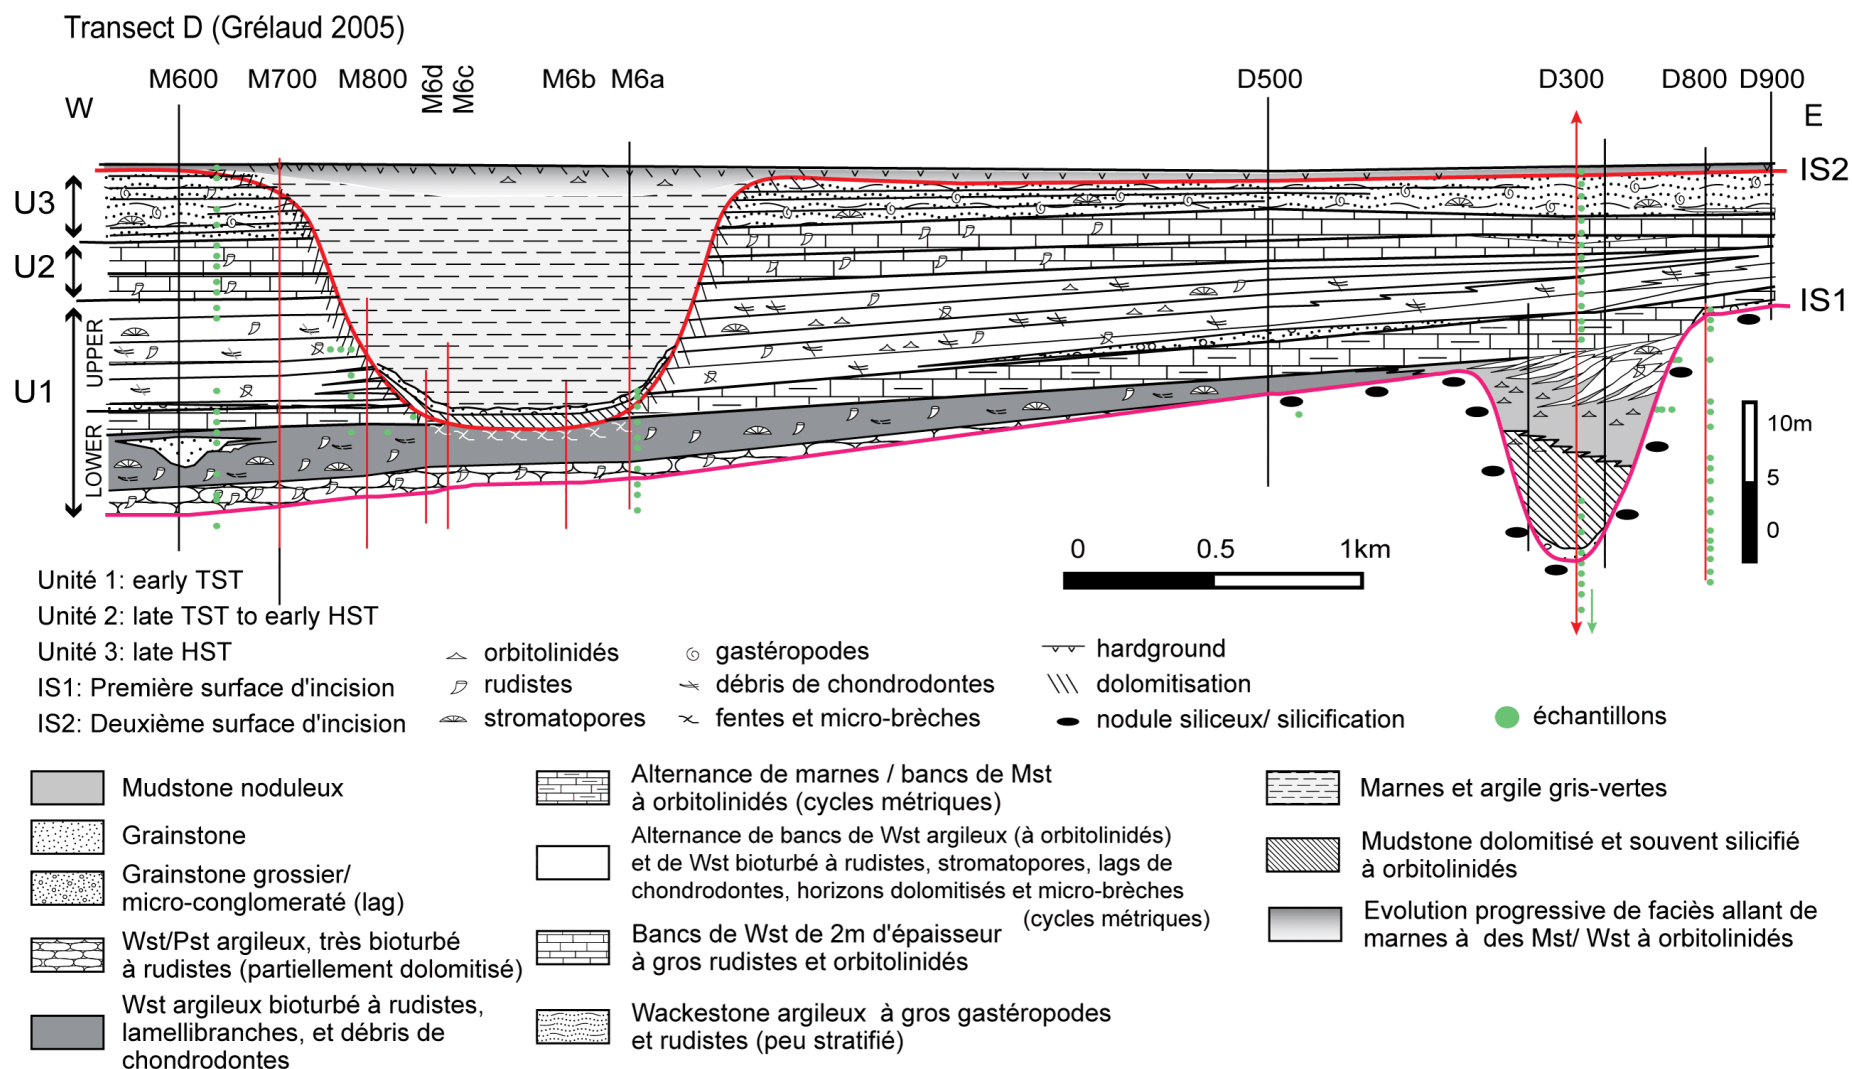 Transect D (Grélaud 2005)
M600 M700 M800 M6d M6c M6b M6a D500 D300 D800 D900
W E
IS2
U3
U2
IS1
UPPER
U1
LOWER
10m
5
0
0 0.5 1km
Unité 1: early TST
Unité 2: late TST to early HST
Unité 3: late HST
IS1: Première surface d'incision
IS2: Deuxième surface d'incision
orbitolinidés
rudistes
stromatopores
gastéropodes
débris de chondrodontes
fentes et micro-brèches
hardground
dolomitisation
nodule siliceux/ silicification
échantillons
Mudstone noduleux
Grainstone
Grainstone grossier/
micro-conglomeraté (lag)
Wst/Pst argileux, très bioturbé
à rudistes (partiellement dolomitisé)
Wst argileux bioturbé à rudistes,
lamellibranches, et débris de
chondrodontes
Alternance de marnes / bancs de Mst
à orbitolinidés (cycles métriques)
Alternance de bancs de Wst argileux (à orbitolinidés)
et de Wst bioturbé à rudistes, stromatopores, lags de
chondrodontes, horizons dolomitisés et micro-brèches
(cycles métriques)
Bancs de Wst de 2m d'épaisseur
à gros rudistes et orbitolinidés
Wackestone argileux à gros gastéropodes
et rudistes (peu stratifié)
Marnes et argile gris-vertes
Mudstone dolomitisé et souvent silicifié
à orbitolinidés
Evolution progressive de faciès allant de
marnes à des Mst/ Wst à orbitolinidés